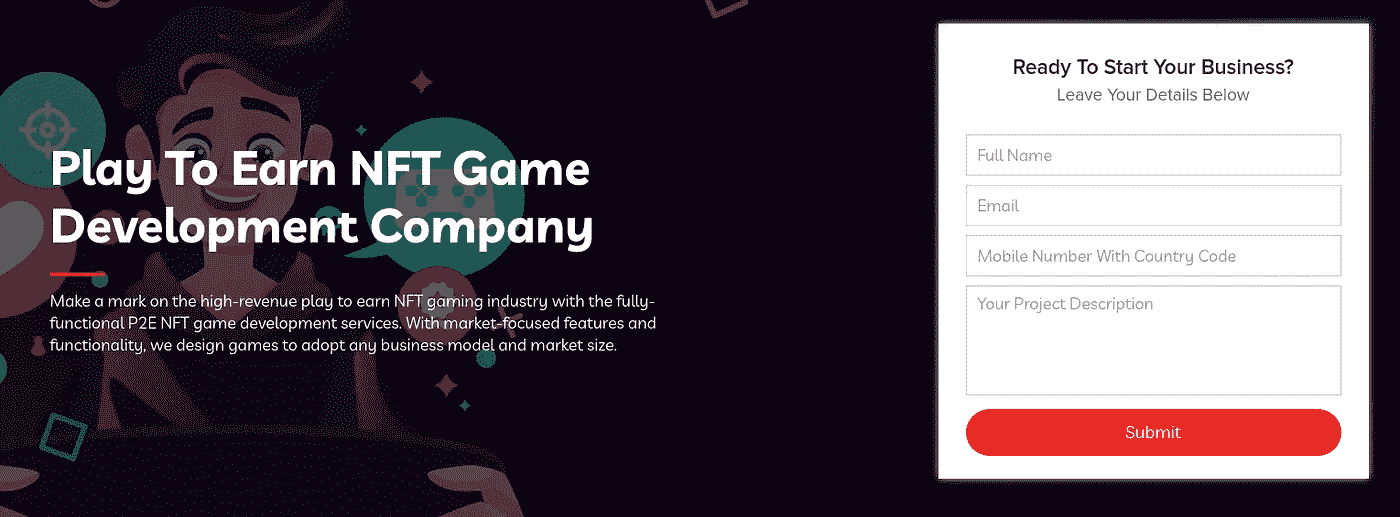 Play To Earn NFT Game
Development Company
Make a mark on the high-revenue play to earn NFT gaming industry with the fully-
functional P2E NFT game development services. With market-focused features and
functionality, we design games to adopt any business model and market size.
Ready To Start Your Business?
Leave Your Details Below
Full Name
Email
Mobile Number With Country Code
Your Project Description
Submit